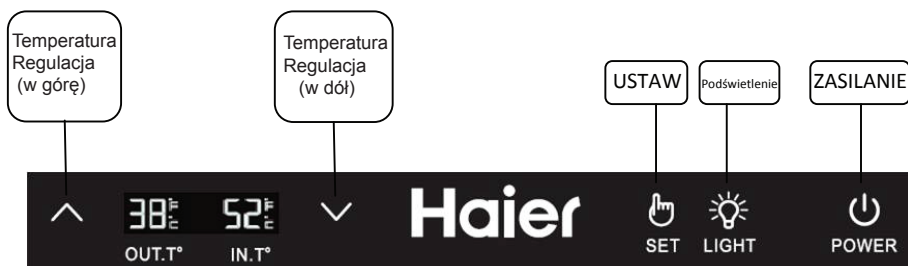 Temperatura
Regulacja
(w górę)
Temperatura
Regulacja
(w dół)
USTAW
Podświetlenie
ZASILANIE
38°F°C 52°F°C
Haier
OUT.T° IN.T°
SET LIGHT POWER